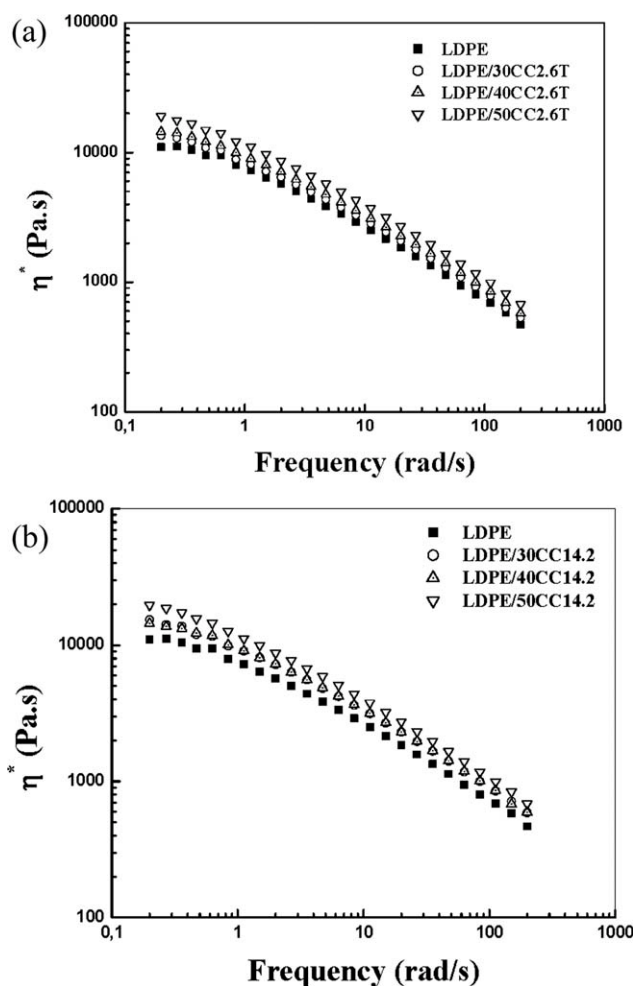 (a)
100000
10000
1000
100
η* (Pa.s)
LDPE
LDPE/30CC2.6T
LDPE/40CC2.6T
LDPE/50CC2.6T
0,1 1 10 100 1000
Frequency (rad/s)
(b)
100000
10000
1000
100
η* (Pa.s)
LDPE
LDPE/30CC14.2
LDPE/40CC14.2
LDPE/50CC14.2
0,1 1 10 100 1000
Frequency (rad/s)